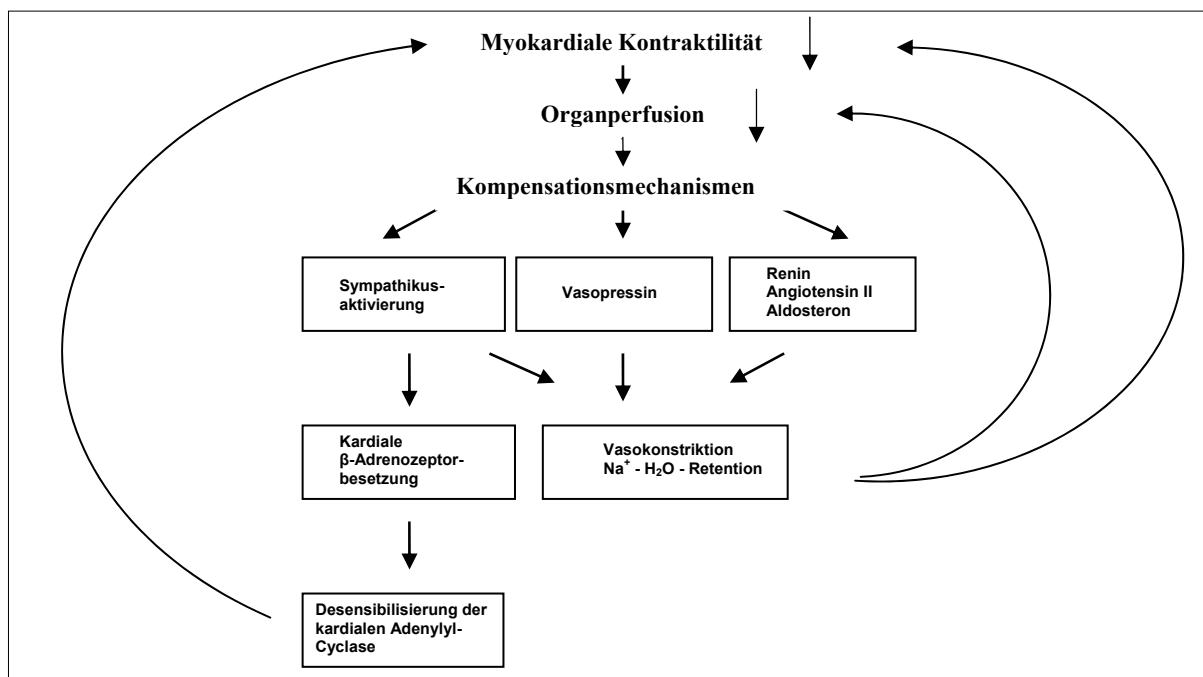 Myokardiale Kontraktilität
Organperfusion
Kompensationsmechanismen
Sympathikus-
aktivierung
Vasopressin
Renin
Angiotensin II
Aldosteron
Kardiale
β-Adrenozeptor-
besetzung
Vasokonstriktion
Na⁺ - H₂O - Retention
Desensibilisierung der
kardialen Adenylyl-
Cyclase